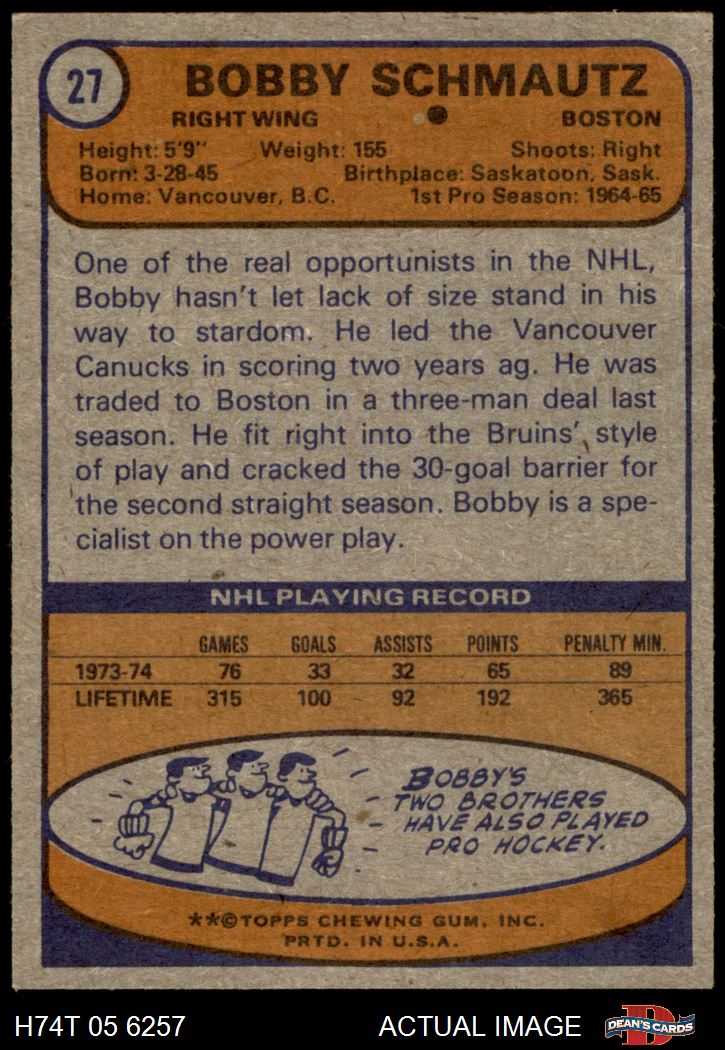 27
BOBBY SCHMAUTZ
RIGHT WING BOSTON
Height: 5'9" Weight: 155 Shoots: Right
Born: 3-28-45 Birthplace: Saskatoon, Sask.
Home: Vancouver, B.C. 1st Pro Season: 1964-65
One of the real opportunists in the NHL,
Bobby hasn't let lack of size stand in his
way to stardom. He led the Vancouver
Canucks in scoring two years ag. He was
traded to Boston in a three-man deal last
season. He fit right into the Bruins' style
of play and cracked the 30-goal barrier for
the second straight season. Bobby is a spe-
cialist on the power play.
NHL PLAYING RECORD
GAMES GOALS ASSISTS POINTS PENALTY MIN.
1973-74 76 33 32 65 89
LIFETIME 315 100 92 192 365
BOBBY'S
TWO BROTHERS
HAVE ALSO PLAYED
PRO HOCKEY.
**©TOPPS CHEWING GUM, INC.
PRTD. IN U.S.A.
H74T 05 6257 ACTUAL IMAGE
D
DEAN'S CARDS